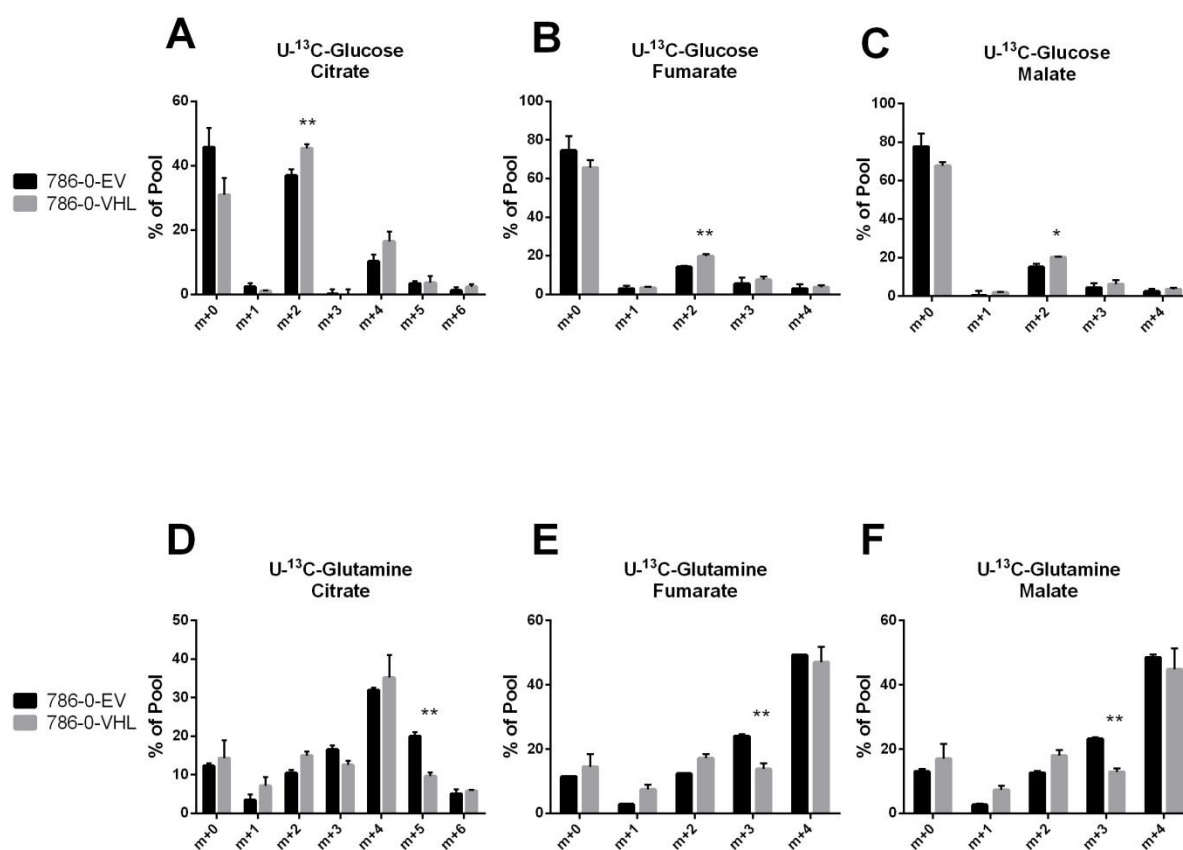 A
U-¹³C-Glucose
Citrate
B
U-¹³C-Glucose
Fumarate
C
U-¹³C-Glucose
Malate
786-0-EV
786-0-VHL
% of Pool
60
40
20
0
**
m+0
m+1
m+2
m+3
m+4
m+5
m+6
% of Pool
100
80
60
40
20
0
**
m+0
m+1
m+2
m+3
m+4
% of Pool
100
80
60
40
20
0
*
m+0
m+1
m+2
m+3
m+4
D
U-¹³C-Glutamine
Citrate
E
U-¹³C-Glutamine
Fumarate
F
U-¹³C-Glutamine
Malate
786-0-EV
786-0-VHL
% of Pool
50
40
30
20
10
0
**
m+0
m+1
m+2
m+3
m+4
m+5
m+6
% of Pool
60
40
20
0
**
m+0
m+1
m+2
m+3
m+4
% of Pool
60
40
20
0
**
m+0
m+1
m+2
m+3
m+4